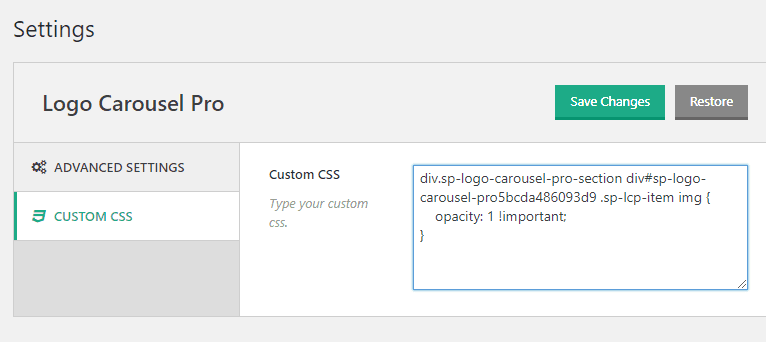 Settings
Logo Carousel Pro
Save Changes
Restore
ADVANCED SETTINGS
CUSTOM CSS
Custom CSS
Type your custom
css.
div.sp-logo-carousel-pro-section div#sp-logo-
carousel-pro5bcda486093d9 .sp-lcp-item img {
opacity: 1 !important;
}